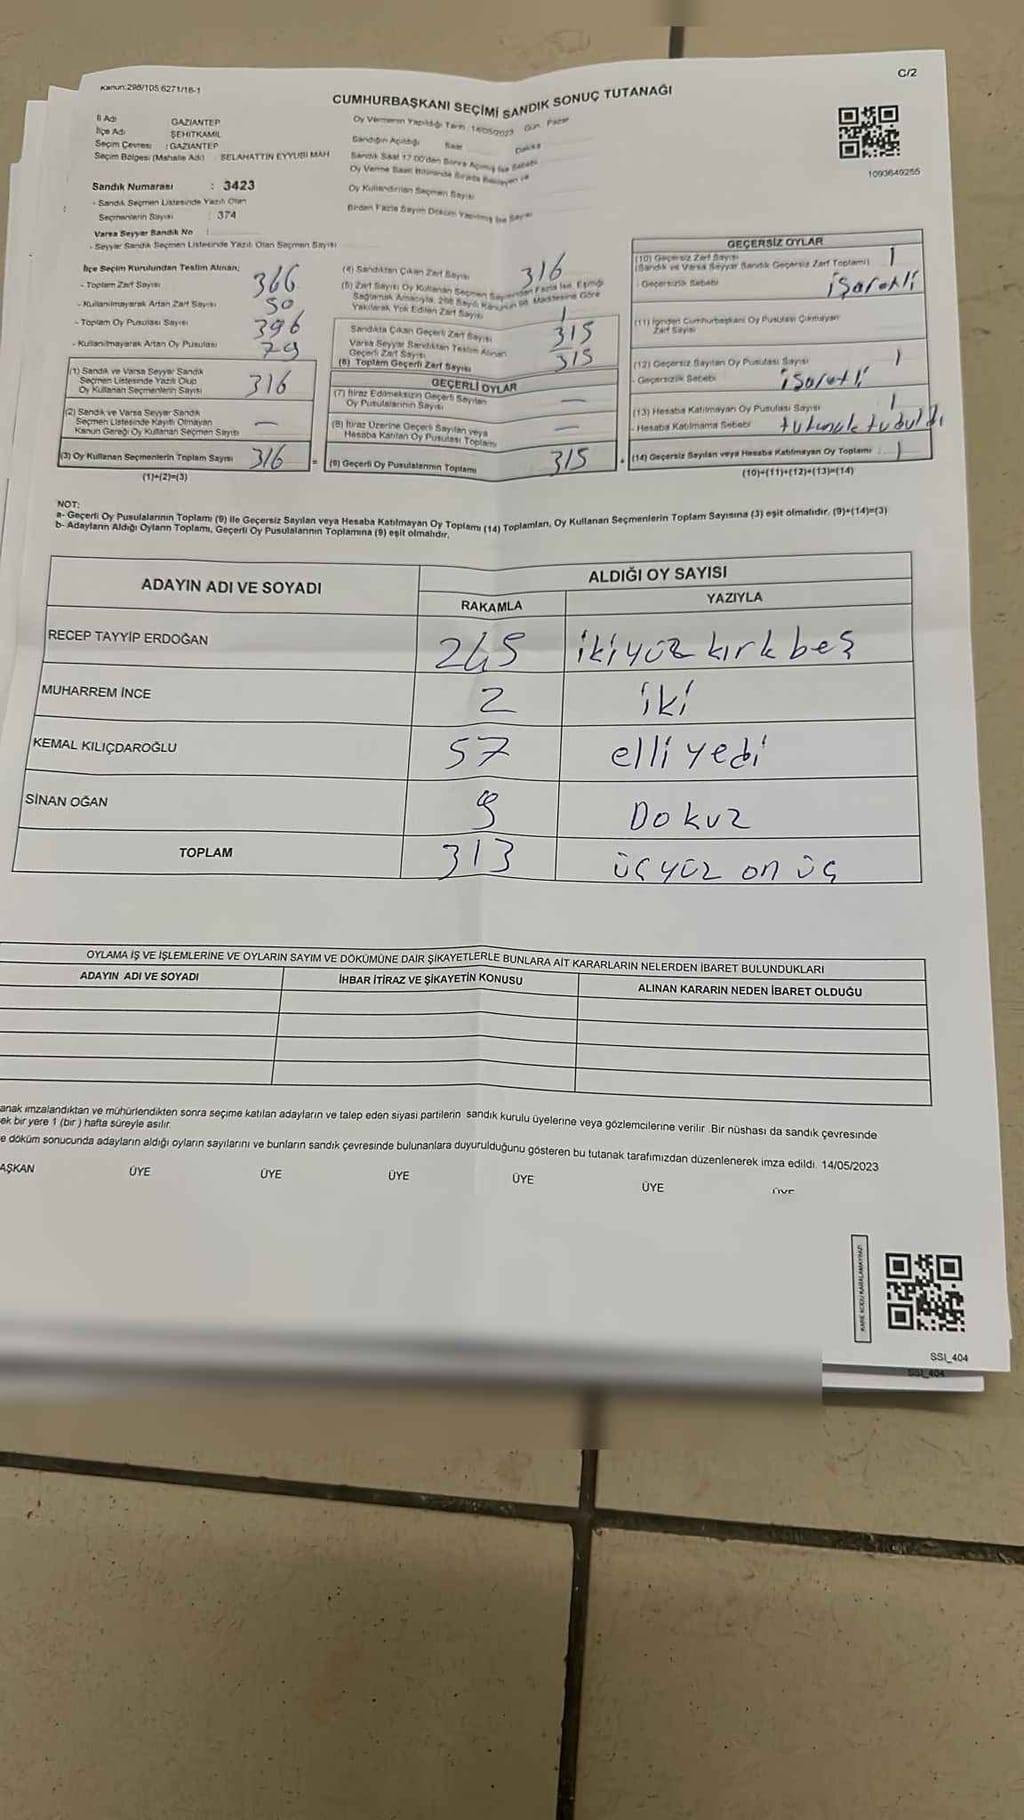 Kanun:298/105 6271/16-1
C/2
CUMHURBAŞKANI SEÇİMİ SANDIK SONUÇ TUTANAĞI
İl Adı GAZİANTEP
İlçe Adı ŞEHİTKAMİL
Seçim Çevresi : GAZİANTEP
Seçim Bölgesi (Mahalle Adı) : SELAHATTİN EYYUBİ MAH
Sandık Numarası : 3423
- Sandık Seçmen Listesinde Yazılı Olan
Seçmenlerin Sayısı : 374
Varsa Seyyar Sandık No :
- Seyyar Sandık Seçmen Listesinde Yazılı Olan Seçmen Sayısı
Oy Vermenin Yapıldığı Tarih : Gün: Pazar
Sandığın Açıldığı Saat Dakika
Sandık Saat 17.00'den Sonra Açılmış İse Sebebi
Oy Verme Saati Bitiminde Sırada Bekleyen ve
Oy Kullandırılan Seçmen Sayısı
Birden Fazla Sayım Döküm Yapılmış İse Sayısı
1093649255
İlçe Seçim Kurulundan Teslim Alınan;
- Toplam Zarf Sayısı 366
- Kullanılmayarak Artan Zarf Sayısı 50
- Toplam Oy Pusulası Sayısı 396
- Kullanılmayarak Artan Oy Pusulası 79
(1) Sandık ve Varsa Seyyar Sandık
Seçmen Listesinde Yazılı Olup
Oy Kullanan Seçmenlerin Sayısı 316
(2) Sandık ve Varsa Seyyar Sandık
Seçmen Listesinde Kayıtlı Olmayan
Kanun Gereği Oy Kullanan Seçmen Sayısı —
(3) Oy Kullanan Seçmenlerin Toplam Sayısı 316
(1)+(2)=(3)
(4) Sandıktan Çıkan Zarf Sayısı 316
(5) Zarf Sayısı Oy Kullanan Seçmen Sayısından Fazla İse, Eşitliği
Sağlamak Amacıyla, 298 Sayılı Kanunun 98. Maddesine Göre
Yakılarak Yok Edilen Zarf Sayısı 1
Sandıkta Çıkan Geçerli Zarf Sayısı 315
Varsa Seyyar Sandıktan Teslim Alınan
Geçerli Zarf Sayısı
(6) Toplam Geçerli Zarf Sayısı 315
GEÇERLİ OYLAR
(7) İtiraz Edilmeksizin Geçerli Sayılan
Oy Pusulalarının Sayısı —
(8) İtiraz Üzerine Geçerli Sayılan veya
Hesaba Katılan Oy Pusulası Toplamı —
(9) Geçerli Oy Pusulalarının Toplamı 315
GEÇERSİZ OYLAR
(10) Geçersiz Zarf Sayısı
(Sandık ve Varsa Seyyar Sandık Geçersiz Zarf Toplamı) 1
- Geçersizlik Sebebi işaretli
(11) İçinden Cumhurbaşkanı Oy Pusulası Çıkmayan
Zarf Sayısı
(12) Geçersiz Sayılan Oy Pusulası Sayısı 1
- Geçersizlik Sebebi işaretli
(13) Hesaba Katılmayan Oy Pusulası Sayısı 1
- Hesaba Katılmama Sebebi
(14) Geçersiz Sayılan veya Hesaba Katılmayan Oy Toplamı : 1
(10)+(11)+(12)+(13)=(14)
NOT:
a- Geçerli Oy Pusulalarının Toplamı (9) ile Geçersiz Sayılan veya Hesaba Katılmayan Oy Toplamı (14) Toplamları, Oy Kullanan Seçmenlerin Toplam Sayısına (3) eşit olmalıdır. (9)+(14)=(3)
b- Adayların Aldığı Oyların Toplamı, Geçerli Oy Pusulalarının Toplamına (9) eşit olmalıdır.
ADAYIN ADI VE SOYADI ALDIĞI OY SAYISI
RAKAMLA YAZIYLA
RECEP TAYYİP ERDOĞAN 245 ikiyüz kırk beş
MUHARREM İNCE 2 iki
KEMAL KILIÇDAROĞLU 57 elli yedi
SİNAN OĞAN 9 Dokuz
TOPLAM 313 üçyüz on üç
OYLAMA İŞ VE İŞLEMLERİNE VE OYLARIN SAYIM VE DÖKÜMÜNE DAİR ŞİKAYETLERLE BUNLARA AİT KARARLARIN NELERDEN İBARET BULUNDUKLARI
ADAYIN ADI VE SOYADI İHBAR İTİRAZ VE ŞİKAYETİN KONUSU ALINAN KARARIN NEDEN İBARET OLDUĞU
anak imzalandıktan ve mühürlendikten sonra seçime katılan adayların ve talep eden siyasi partilerin sandık kurulu üyelerine veya gözlemcilerine verilir. Bir nüshası da sandık çevresinde
ek bir yere 1 (bir ) hafta süreyle asılır.
e döküm sonucunda adayların aldığı oyların sayılarını ve bunların sandık çevresinde bulunanlara duyurulduğunu gösteren bu tutanak tarafımızdan düzenlenerek imza edildi. 14/05/2023
AŞKAN ÜYE ÜYE ÜYE ÜYE ÜYE ÜYE
KARE KODU KARALAMAYINIZ!
SSI_404
SSI_404